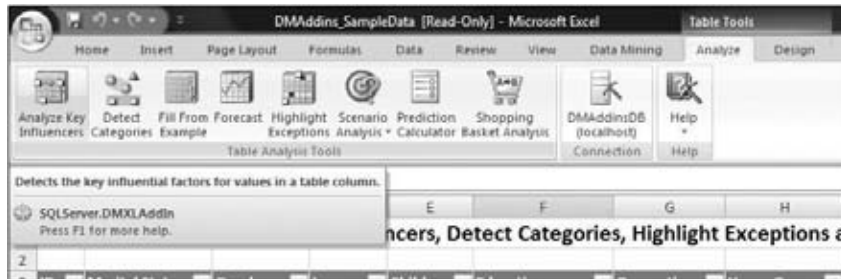 DMAddins_SampleData [Read-Only] - Microsoft Excel
Table Tools
Home Insert Page Layout Formulas Data Review View Data Mining Analyze Design
Analyze Key Influencers
Detect Categories
Fill From Example
Forecast
Highlight Exceptions
Scenario Analysis
Prediction Calculator
Shopping Basket Analysis
DMAddinsDB (localhost)
Help
Table Analysis Tools
Connection
Help
Detects the key influential factors for values in a table column.
SQLServer.DMXLAddIn
Press F1 for more help.
E F G H
ncers, Detect Categories, Highlight Exceptions a
2